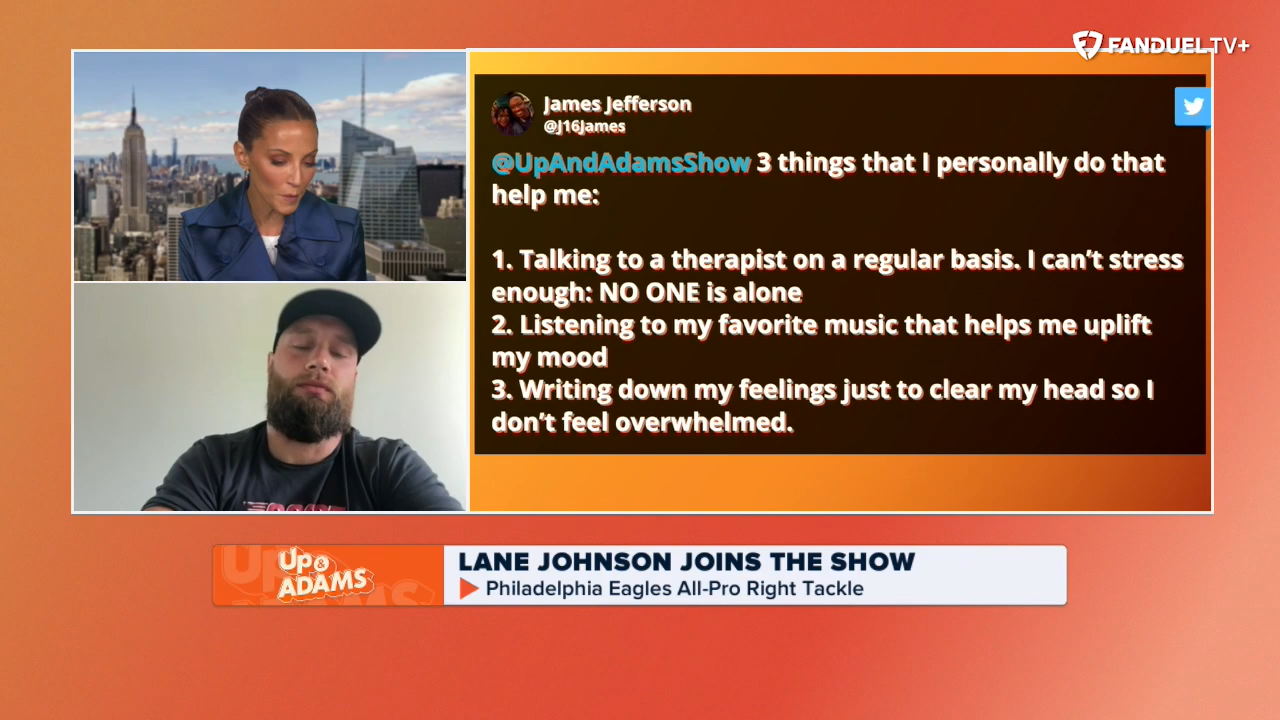 FANDUELTV+
James Jefferson
@J16James
@UpAndAdamsShow 3 things that I personally do that
help me:
1. Talking to a therapist on a regular basis. I can't stress
enough: NO ONE is alone
2. Listening to my favorite music that helps me uplift
my mood
3. Writing down my feelings just to clear my head so I
don't feel overwhelmed.
Up &
ADAMS
LANE JOHNSON JOINS THE SHOW
Philadelphia Eagles All-Pro Right Tackle